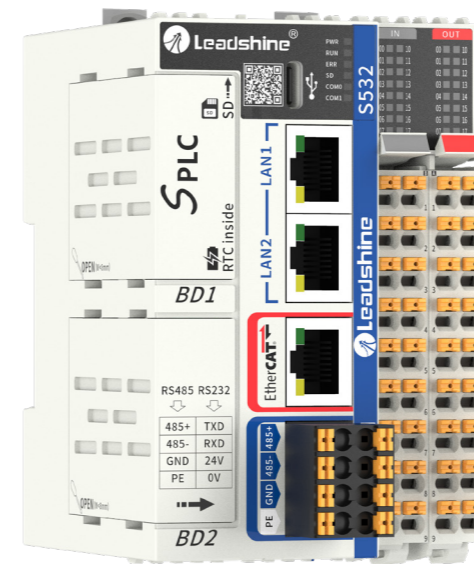 Leadshine®
PWR
RUN
ERR
SD
COM0
COM1
IN
OUT
S532
SD
SPLC
RTC inside
OPEN
BD1
LAN1
LAN2
EtherCAT
Leadshine
RS485 RS232
485+ TXD
485- RXD
GND 24V
PE 0V
OPEN
BD2
485+
485-
GND
PE